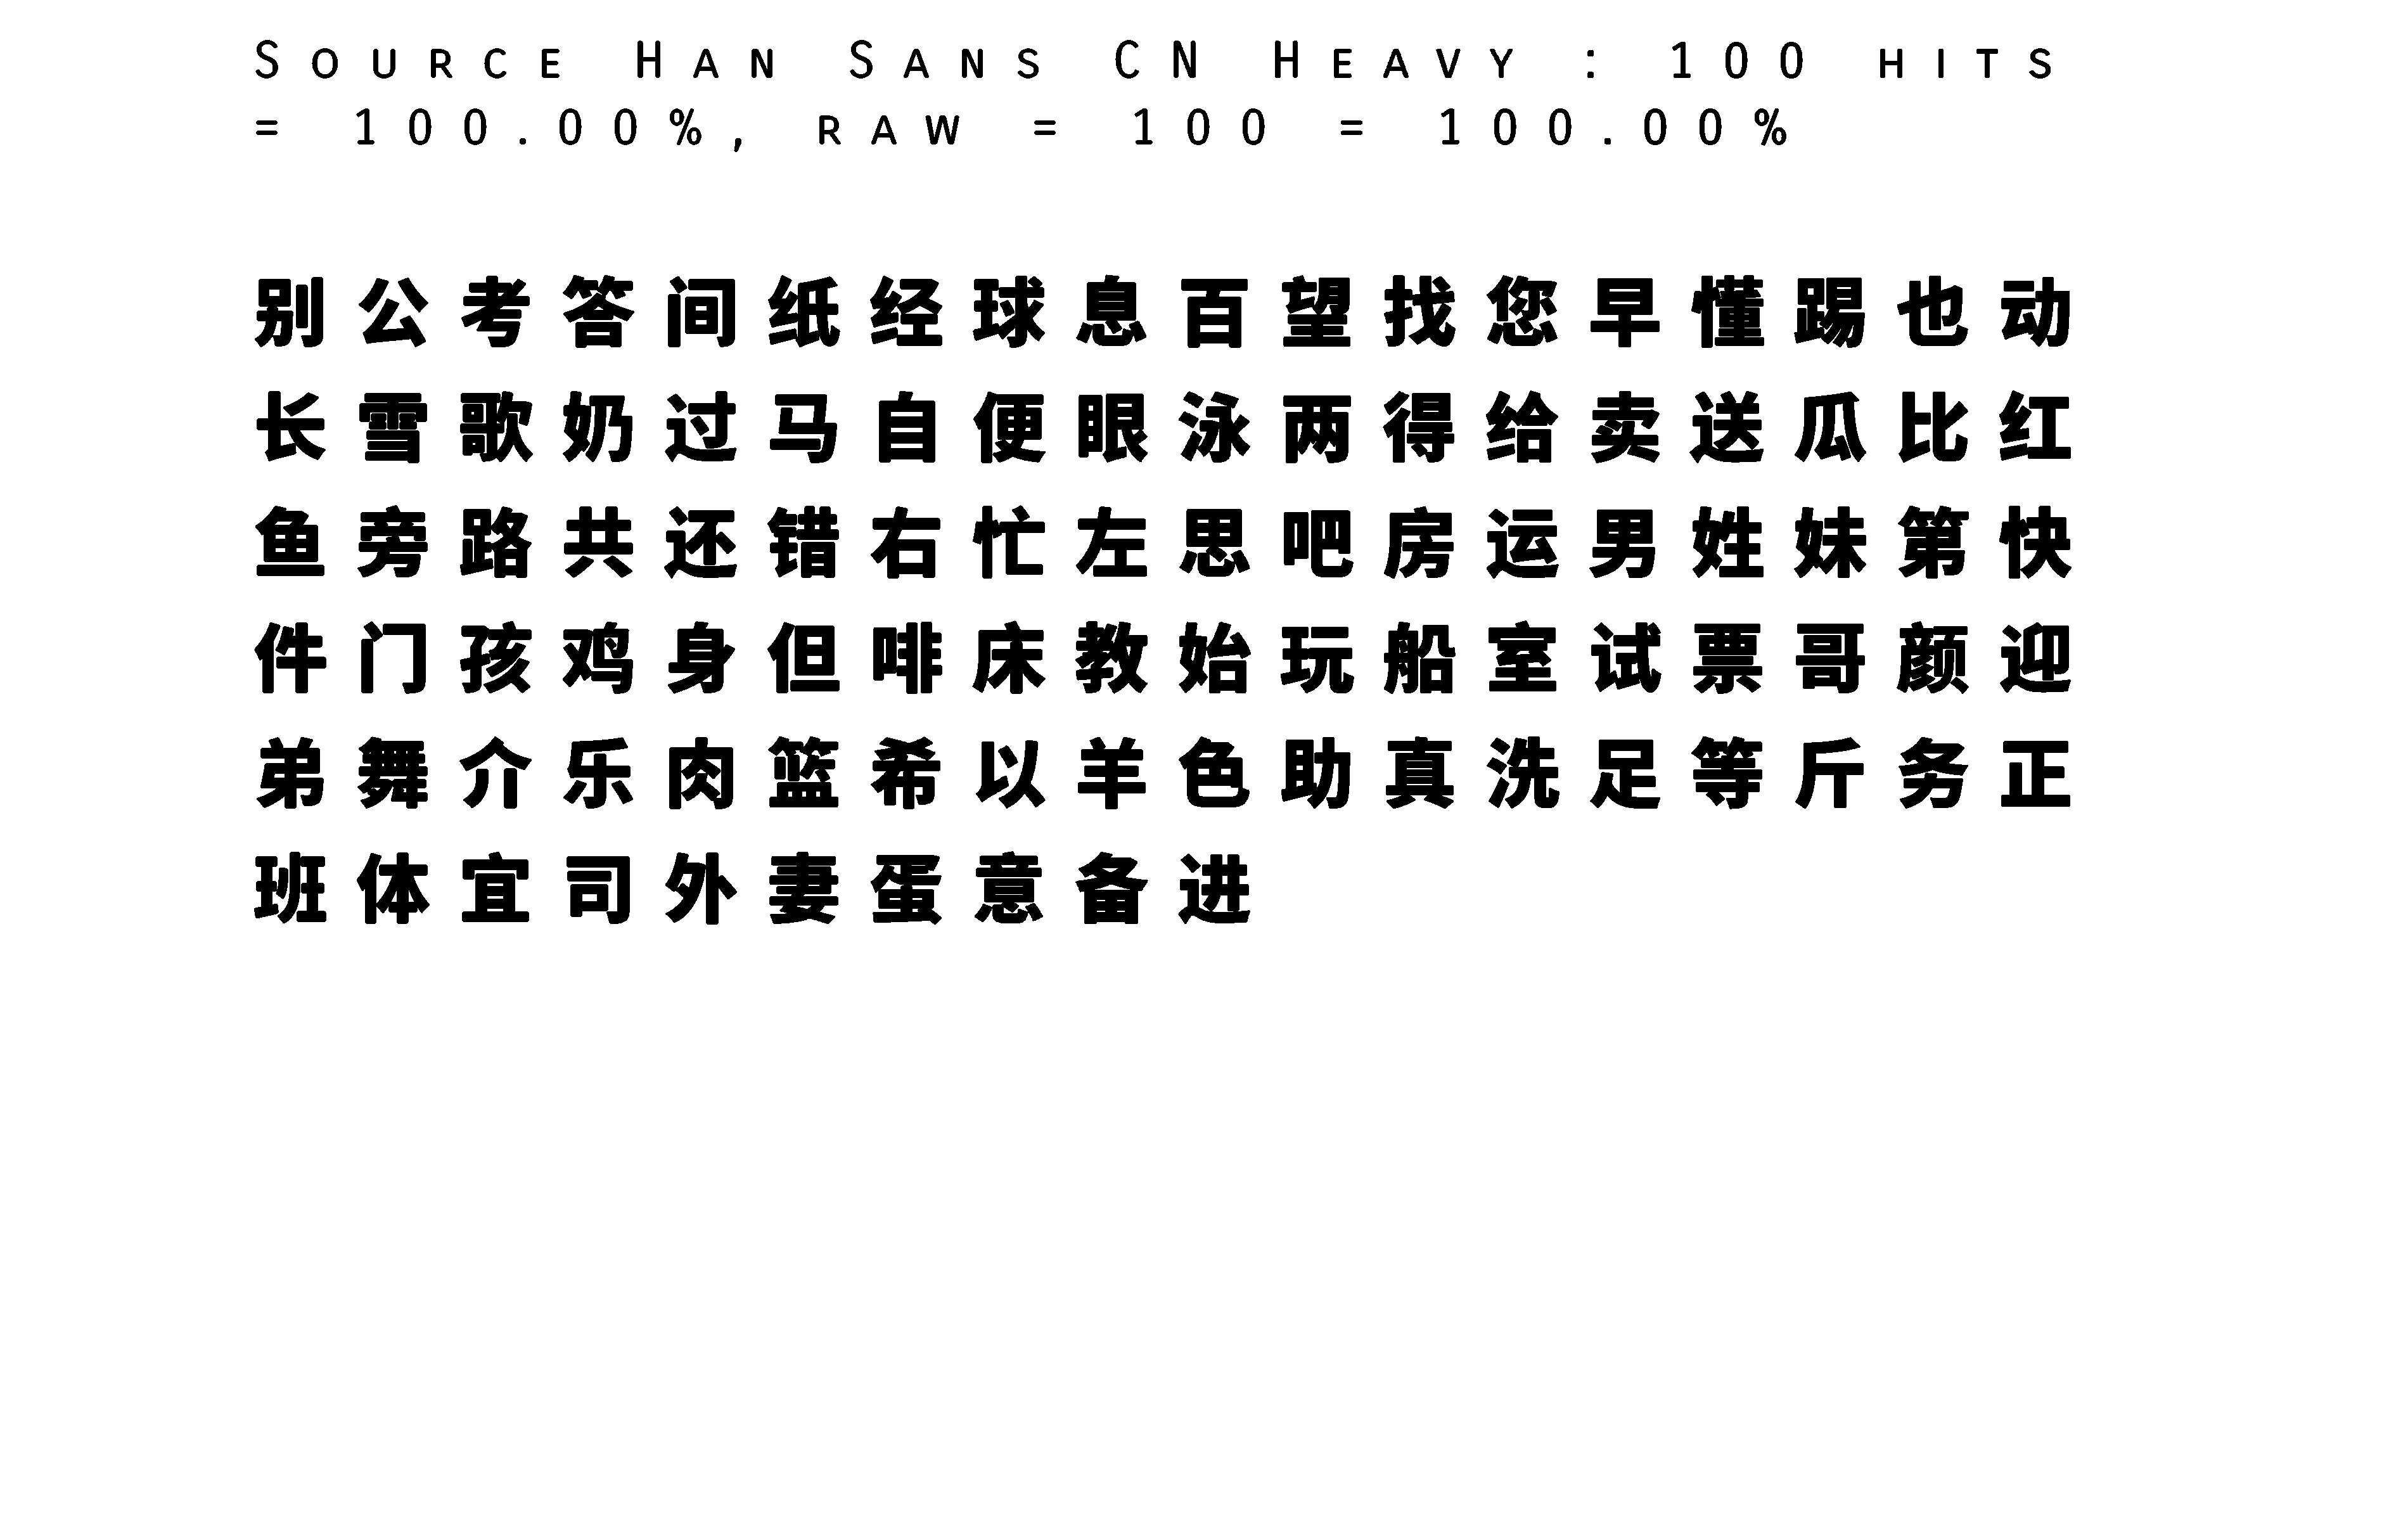 Source Han Sans CN Heavy : 100 hits
= 100.00%, raw = 100 = 100.00%
别公考答间纸经球息百望找您早懂踢也动
长雪歌奶过马自便眼泳两得给卖送瓜比红
鱼旁路共还错右忙左思吧房运男姓妹第快
件门孩鸡身但啡床教始玩船室试票哥颜迎
弟舞介乐肉篮希以羊色助真洗足等斤务正
班体宜司外妻蛋意备进